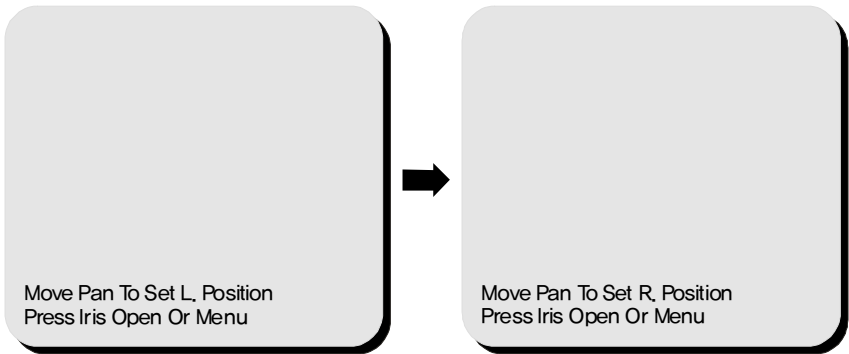 Move Pan To Set L. Position
Press Iris Open Or Menu
Move Pan To Set R. Position
Press Iris Open Or Menu